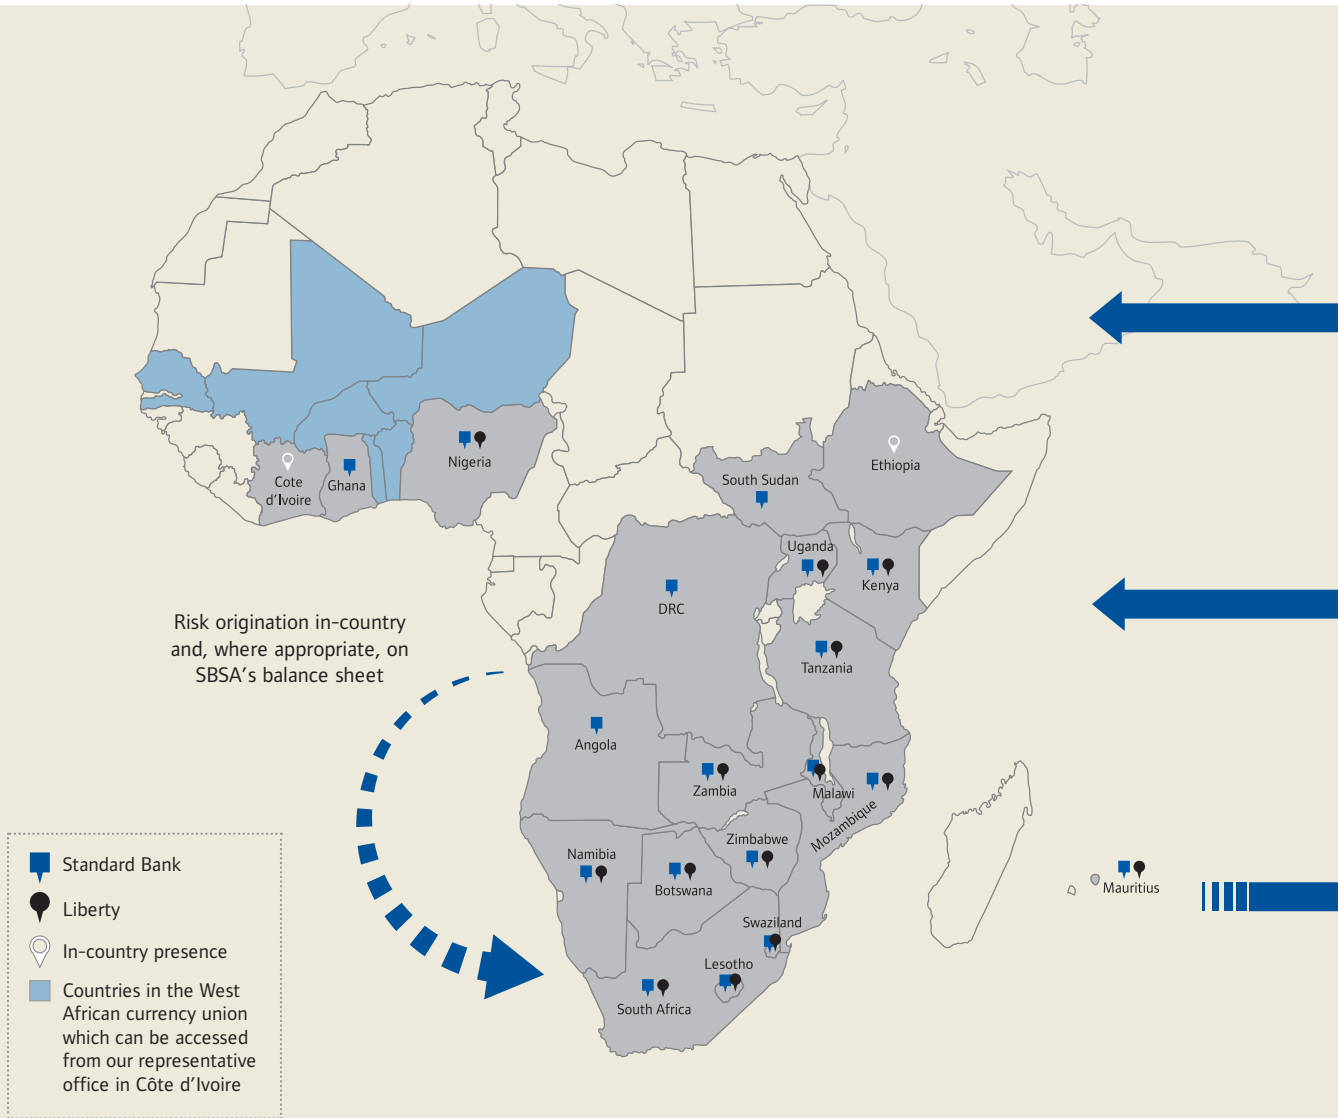 Nigeria
Cote
d'Ivoire
Ghana
South Sudan
Ethiopia
Uganda
Kenya
DRC
Tanzania
Risk origination in-country
and, where appropriate, on
SBSA's balance sheet
Angola
Zambia
Malawi
Mozambique
Zimbabwe
Namibia
Botswana
Mauritius
Swaziland
Lesotho
South Africa
Standard Bank
Liberty
In-country presence
Countries in the West
African currency union
which can be accessed
from our representative
office in Côte d'Ivoire